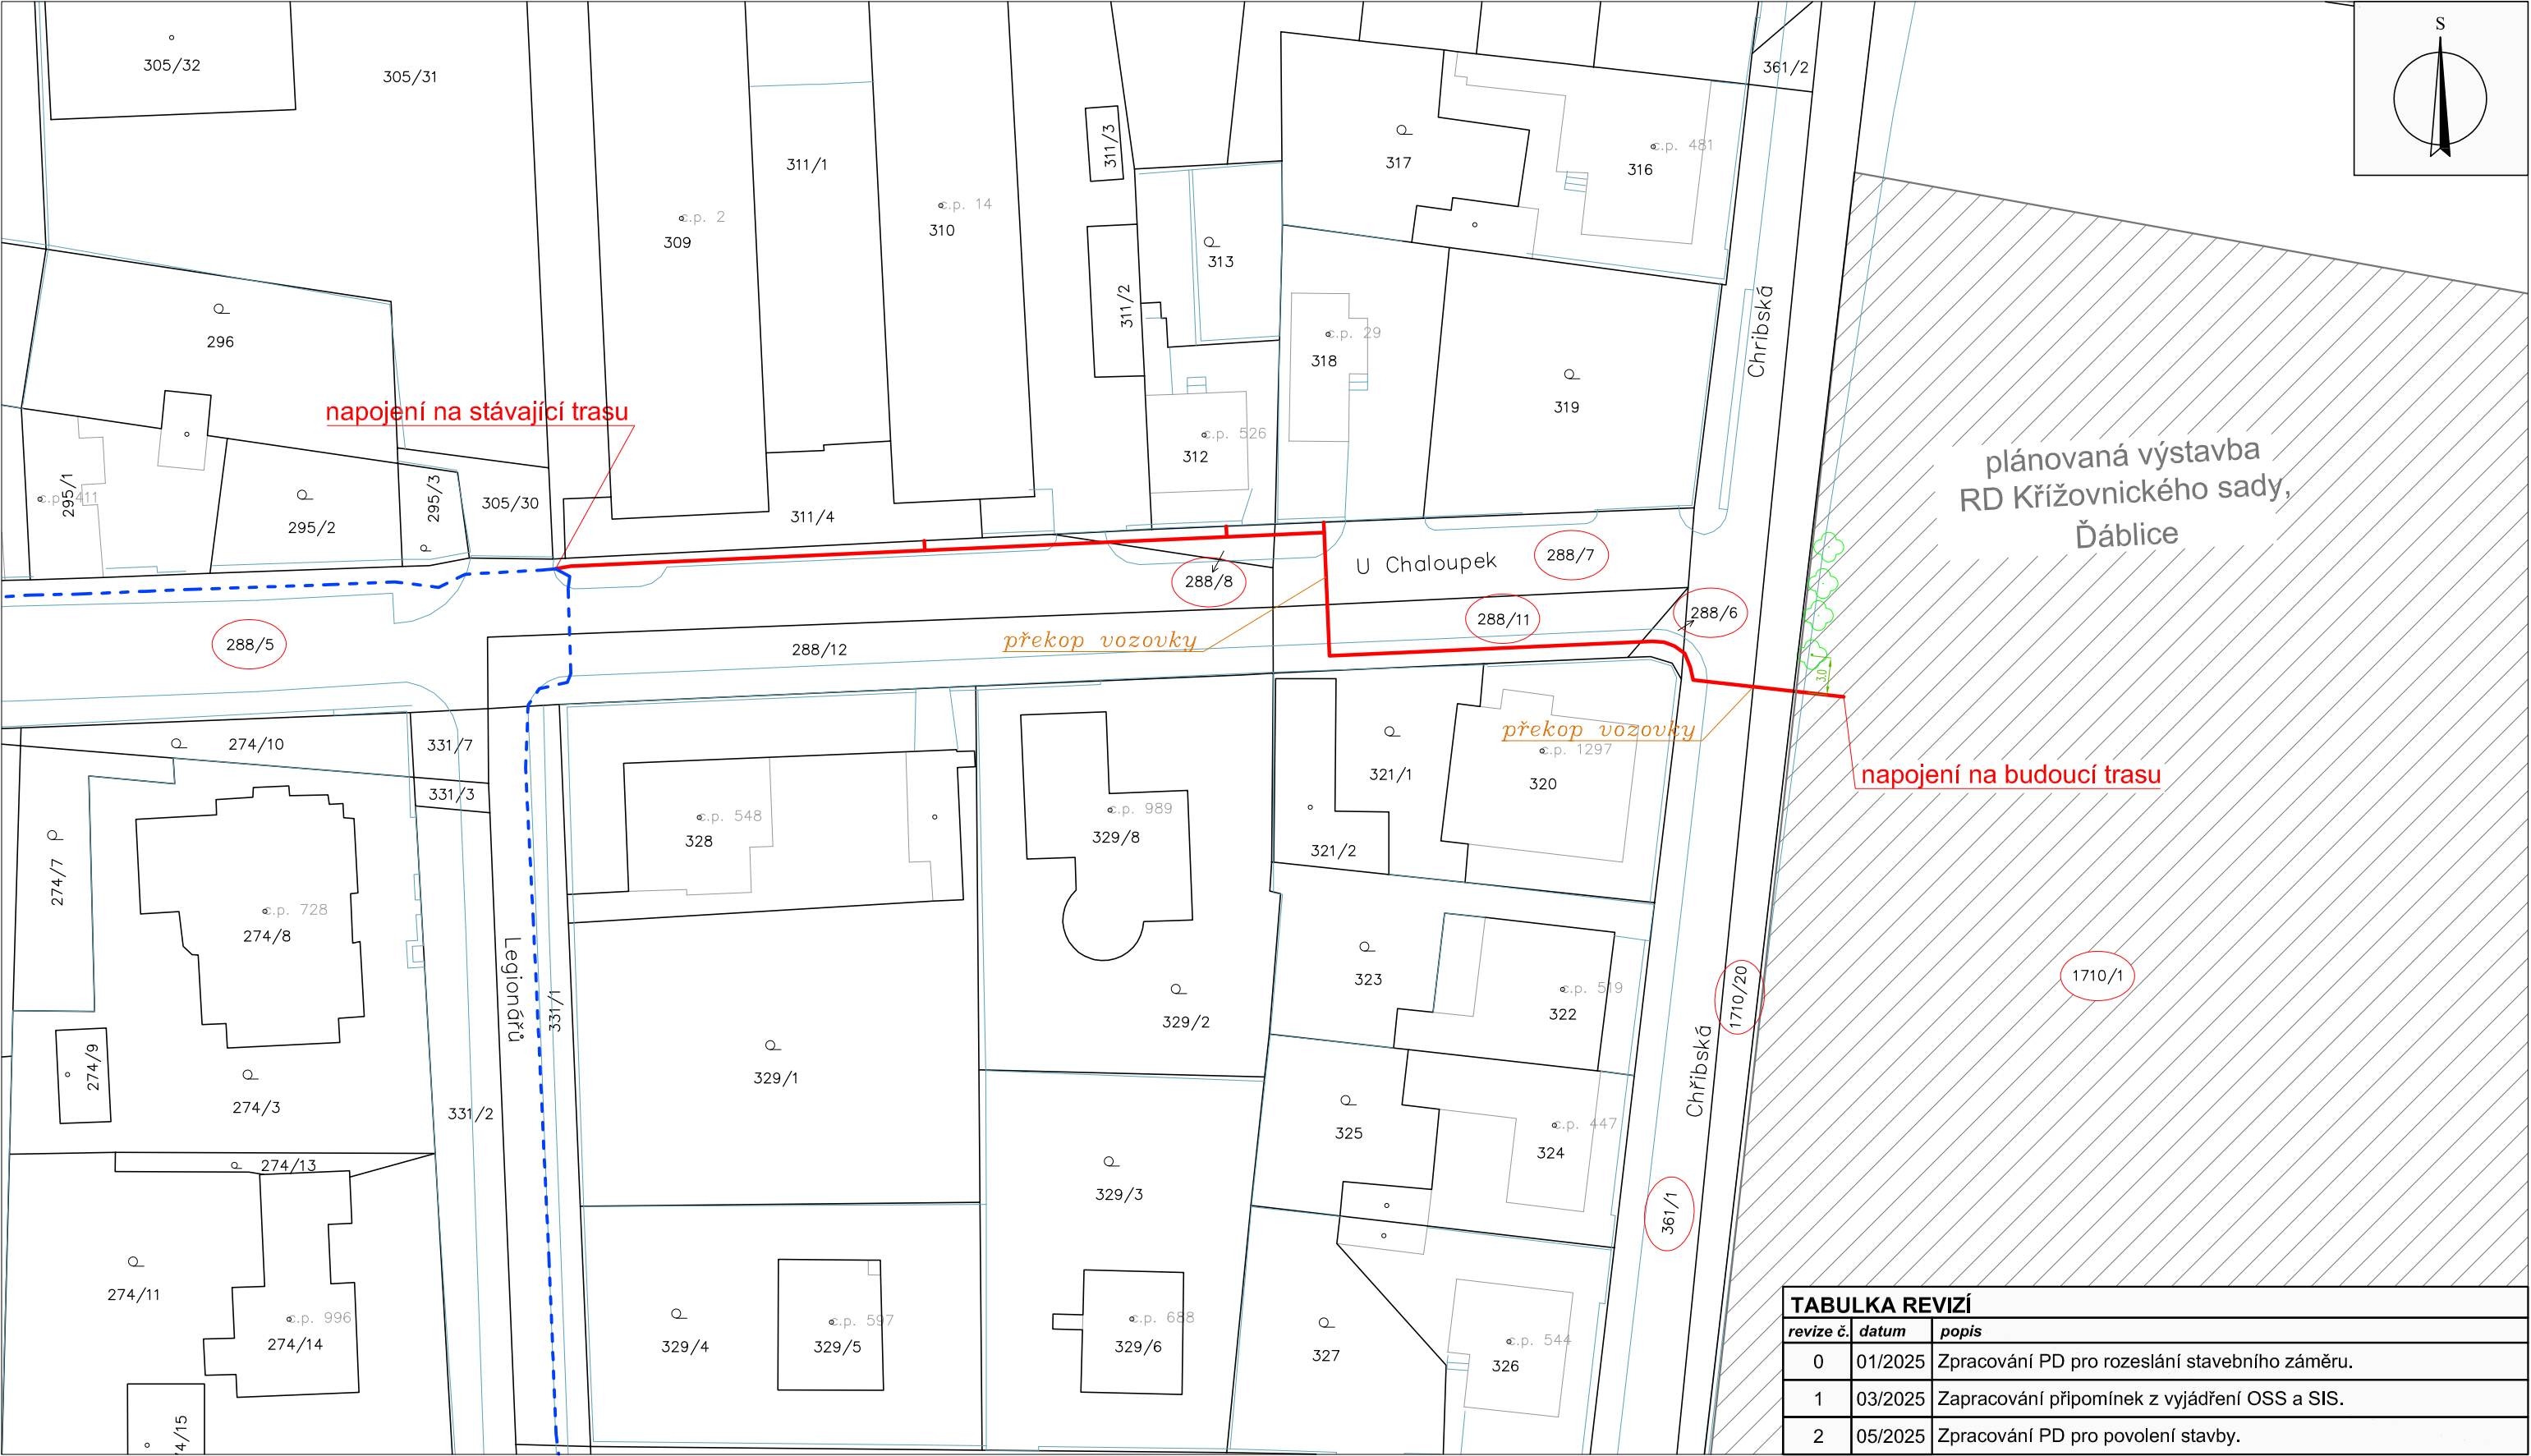 S
305/32
305/31
361/2
311/3
311/1
317
c.p. 481
316
c.p. 2
309
c.p. 14
310
313
311/2
Chribská
296
c.p. 29
318
319
napojení na stávající trasu
c.p. 526
312
plánovaná výstavba
RD Křížovnického sady,
Ďáblice
295/1
c.p. 411
295/2
295/3
305/30
311/4
U Chaloupek
288/7
288/8
288/11
288/6
288/5
288/12
překop vozovky
3.0
274/10
331/7
331/3
překop vozovky
c.p. 1297
321/1
320
napojení na budoucí trasu
c.p. 548
328
c.p. 989
329/8
321/2
274/7
c.p. 728
274/8
Legionářů
331/1
323
c.p. 519
322
1710/20
1710/1
329/2
Chřibská
274/9
274/3
329/1
331/2
325
c.p. 447
324
274/13
329/3
361/1
274/11
c.p. 996
274/14
329/4
c.p. 597
329/5
c.p. 688
329/6
327
c.p. 544
326
4/15
TABULKA REVIZÍ
revize č. datum popis
0 01/2025 Zpracování PD pro rozeslání stavebního záměru.
1 03/2025 Zapracování připomínek z vyjádření OSS a SIS.
2 05/2025 Zpracování PD pro povolení stavby.